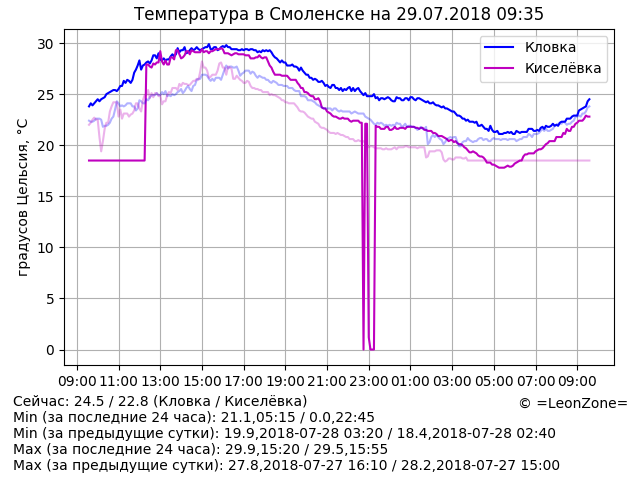 Температура в Смоленске на 29.07.2018 09:35
градусов Цельсия, °C
30
25
20
15
10
5
0
Кловка
Киселёвка
09:00 11:00 13:00 15:00 17:00 19:00 21:00 23:00 01:00 03:00 05:00 07:00 09:00
Сейчас: 24.5 / 22.8 (Кловка / Киселёвка)
© =LeonZone=
Min (за последние 24 часа): 21.1,05:15 / 0.0,22:45
Min (за предыдущие сутки): 19.9,2018-07-28 03:20 / 18.4,2018-07-28 02:40
Max (за последние 24 часа): 29.9,15:20 / 29.5,15:55
Max (за предыдущие сутки): 27.8,2018-07-27 16:10 / 28.2,2018-07-27 15:00